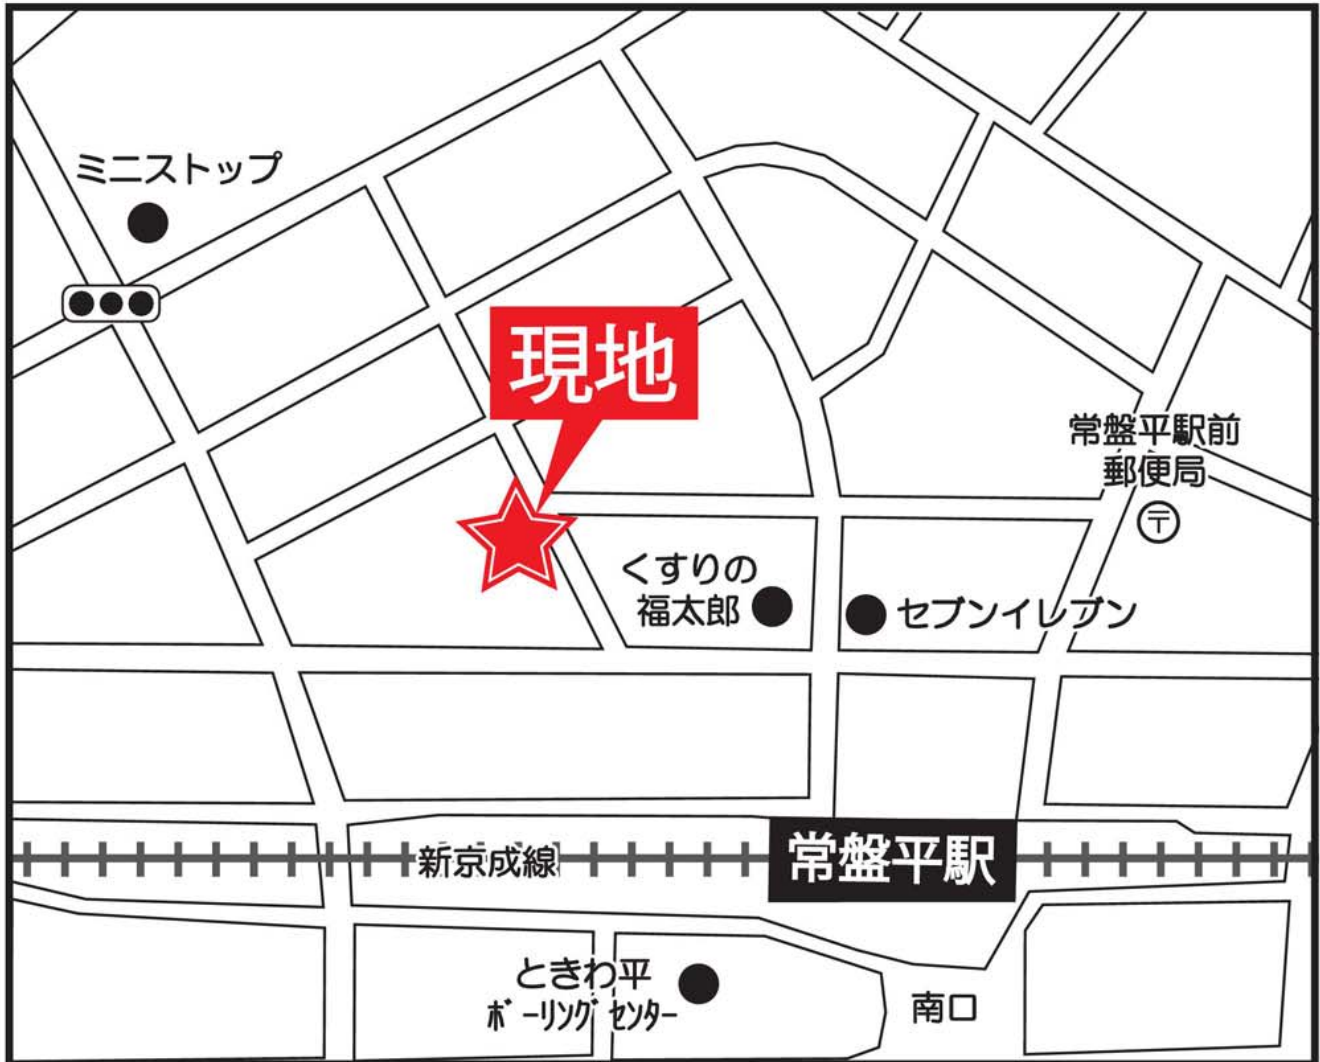 ミニストップ
現地
常盤平駅前
郵便局
〒
くすりの
福太郎
セブンイレブン
新京成線
常盤平駅
ときわ平
ボーリングセンター
南口